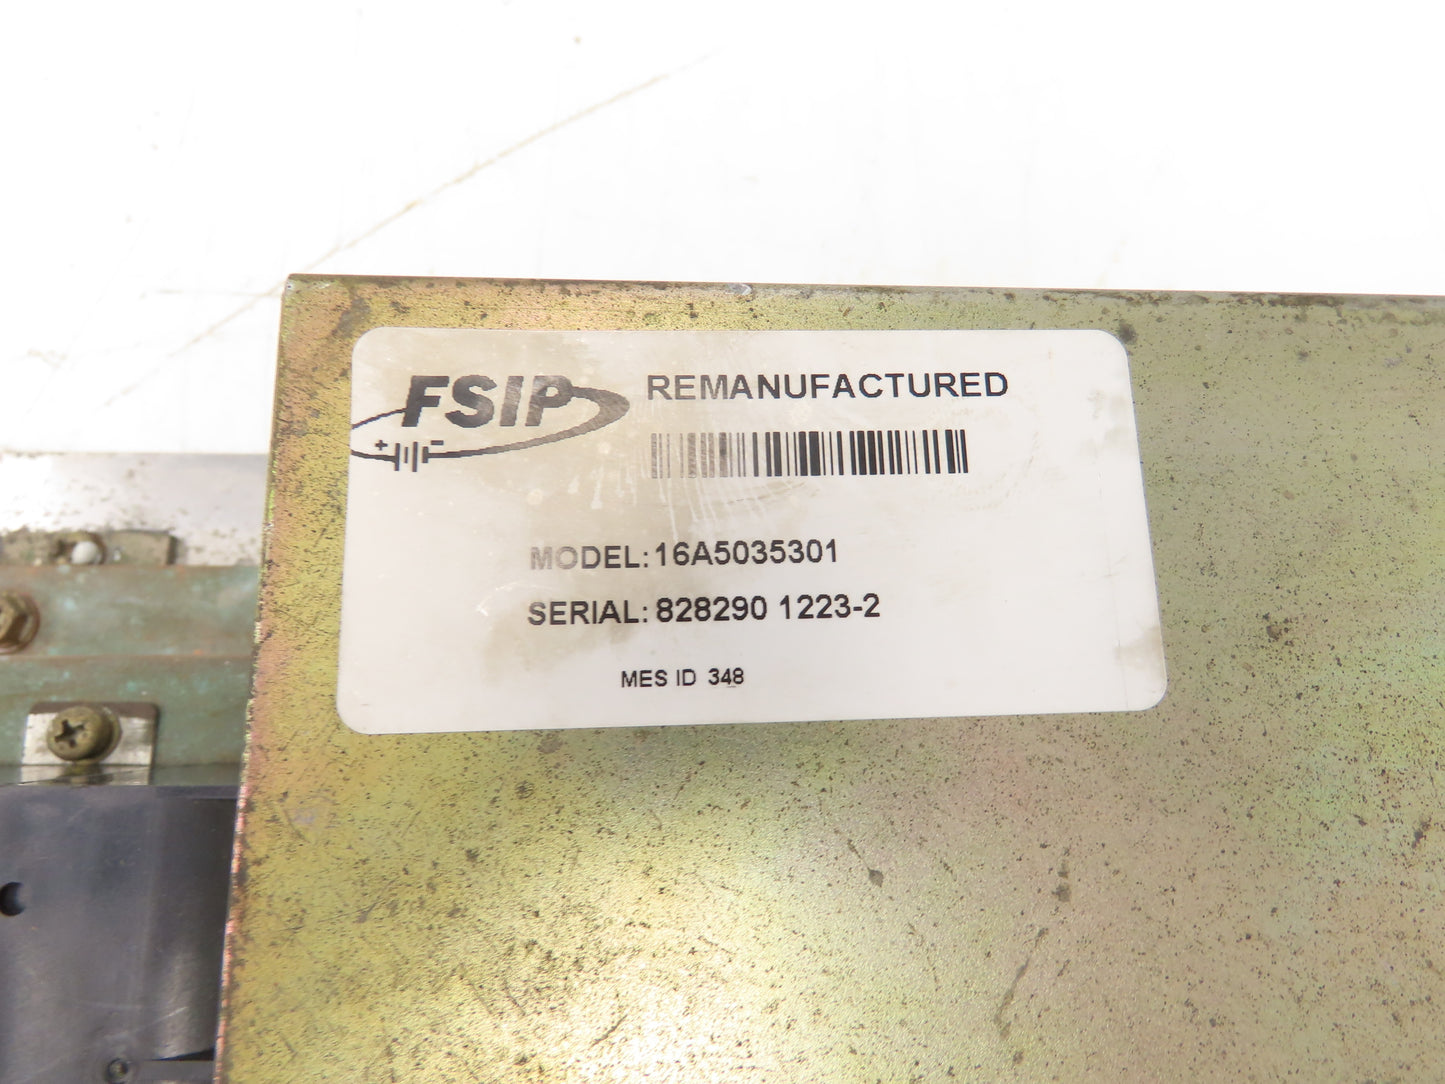 FSIP
REMANUFACTURED
MODEL: 16A5035301
SERIAL: 828290 1223-2
MES ID 348